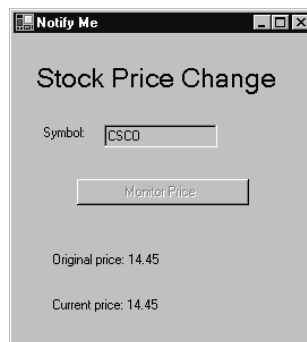 Notify Me
Stock Price Change
Symbol: CSCO
Monitor Price
Original price: 14.45
Current price: 14.45